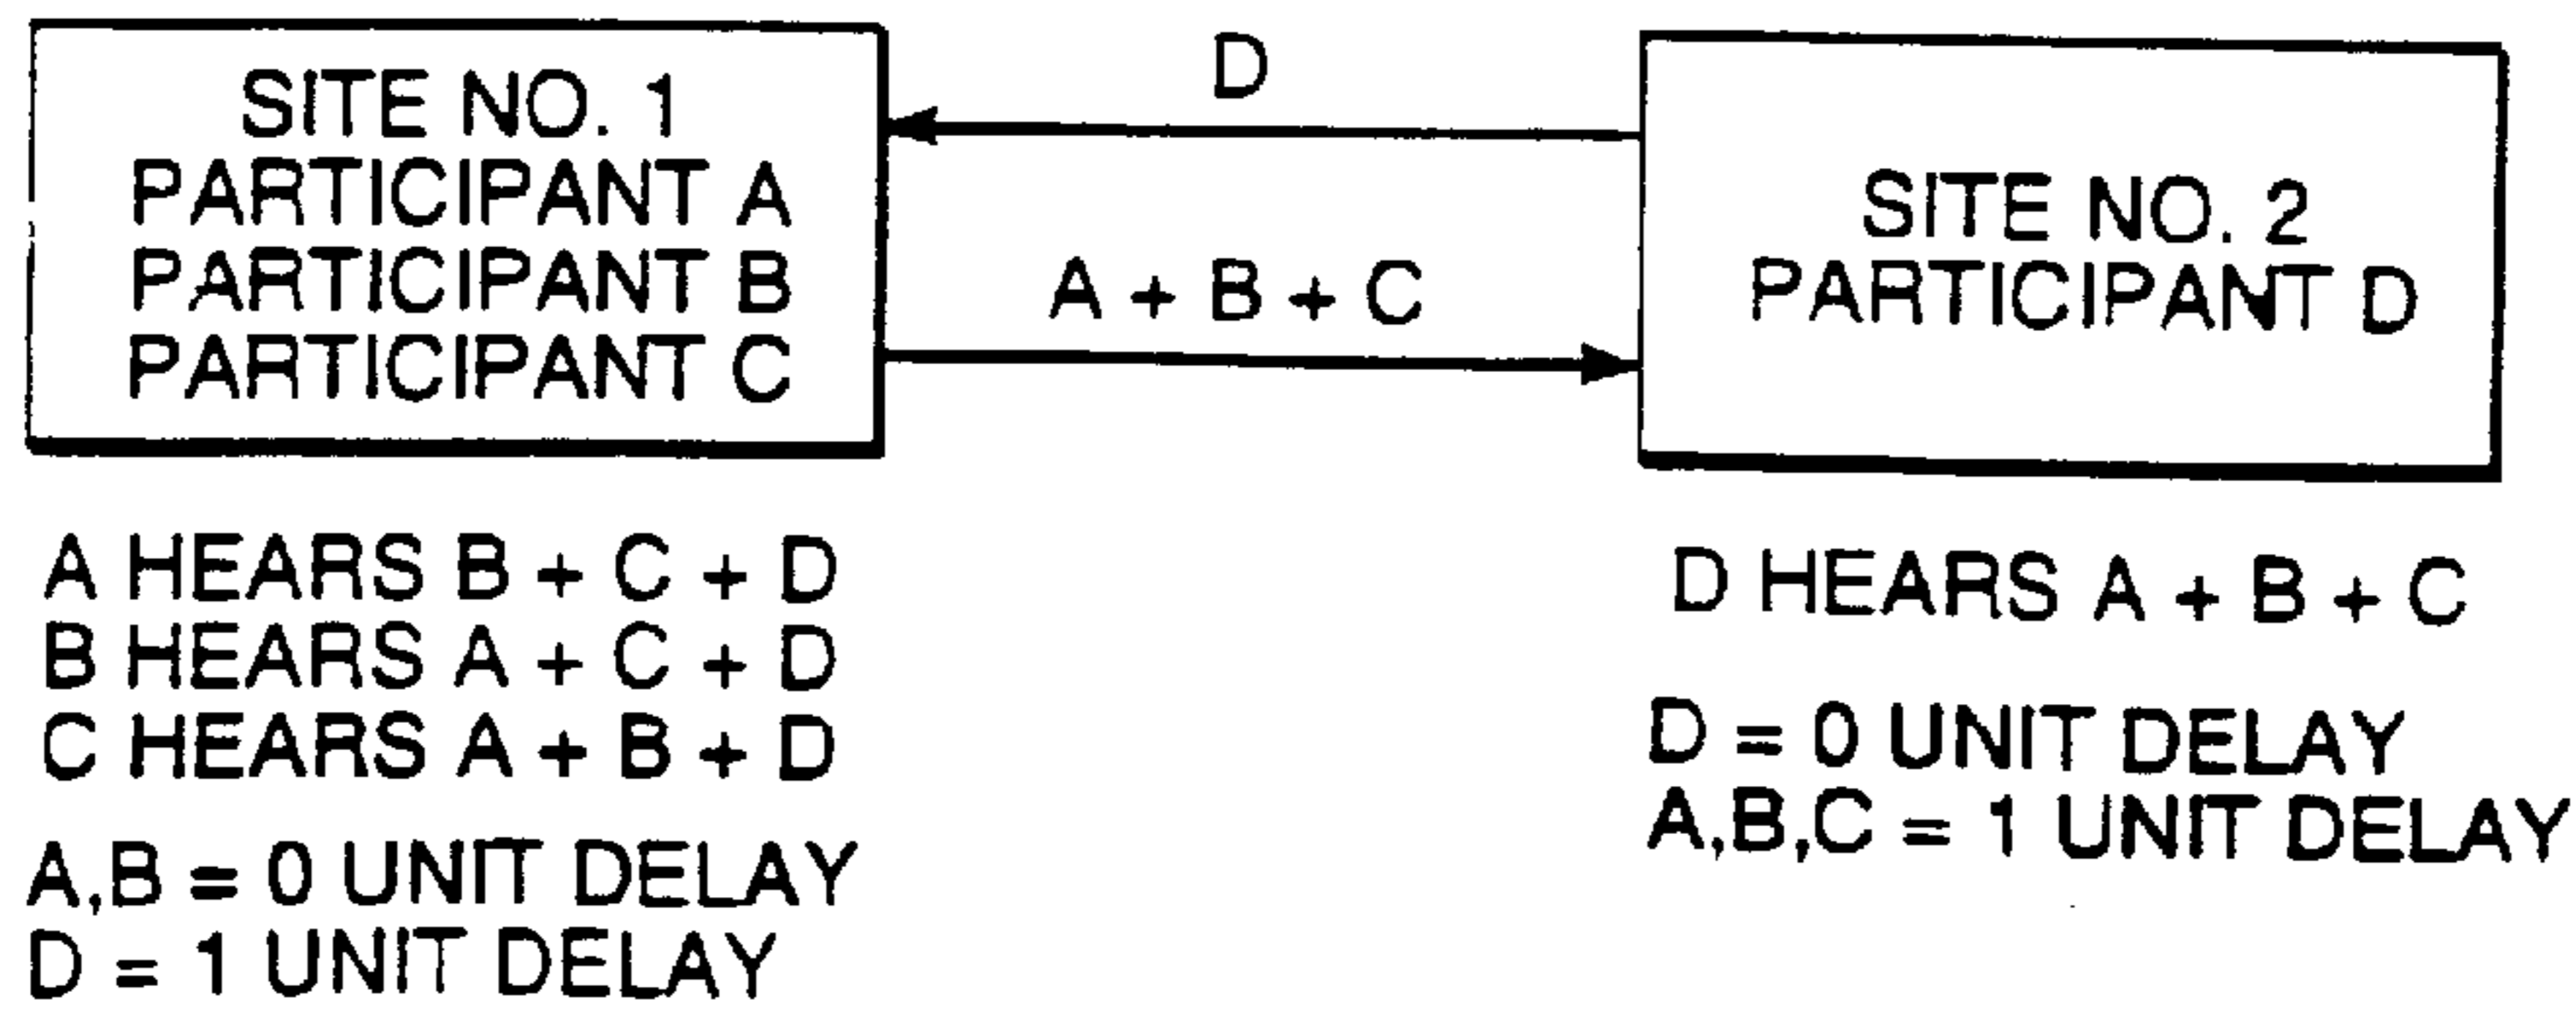 SITE NO. 1
PARTICIPANT A
PARTICIPANT B
PARTICIPANT C
D
A + B + C
SITE NO. 2
PARTICIPANT D
A HEARS B + C + D
B HEARS A + C + D
C HEARS A + B + D
A,B = 0 UNIT DELAY
D = 1 UNIT DELAY
D HEARS A + B + C
D = 0 UNIT DELAY
A,B,C = 1 UNIT DELAY